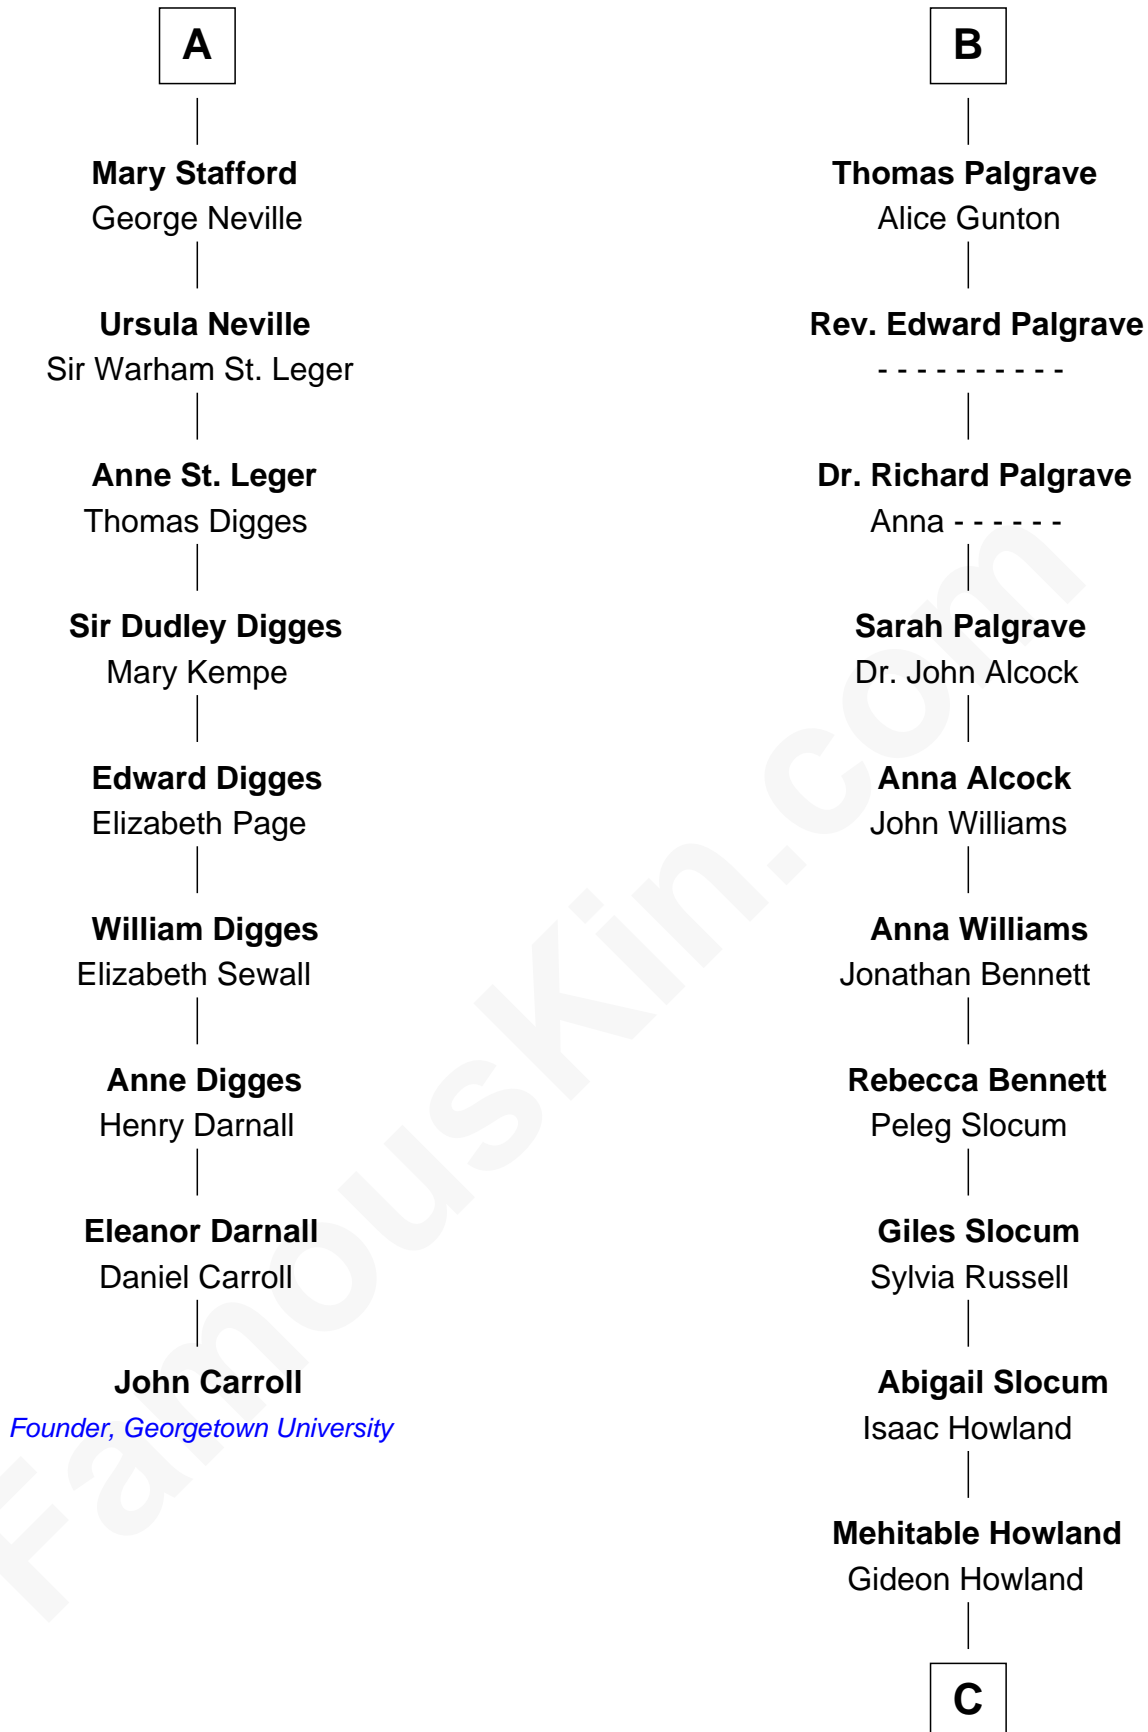 A
Mary Stafford
George Neville
Ursula Neville
Sir Warham St. Leger
Anne St. Leger
Thomas Digges
Sir Dudley Digges
Mary Kempe
Edward Digges
Elizabeth Page
William Digges
Elizabeth Sewall
Anne Digges
Henry Darnall
Eleanor Darnall
Daniel Carroll
John Carroll
Founder, Georgetown University
B
Thomas Palgrave
Alice Gunton
Rev. Edward Palgrave
- - - - - - - - - -
Dr. Richard Palgrave
Anna - - - - - -
Sarah Palgrave
Dr. John Alcock
Anna Alcock
John Williams
Anna Williams
Jonathan Bennett
Rebecca Bennett
Peleg Slocum
Giles Slocum
Sylvia Russell
Abigail Slocum
Isaac Howland
Mehitable Howland
Gideon Howland
C
FamousKin.com